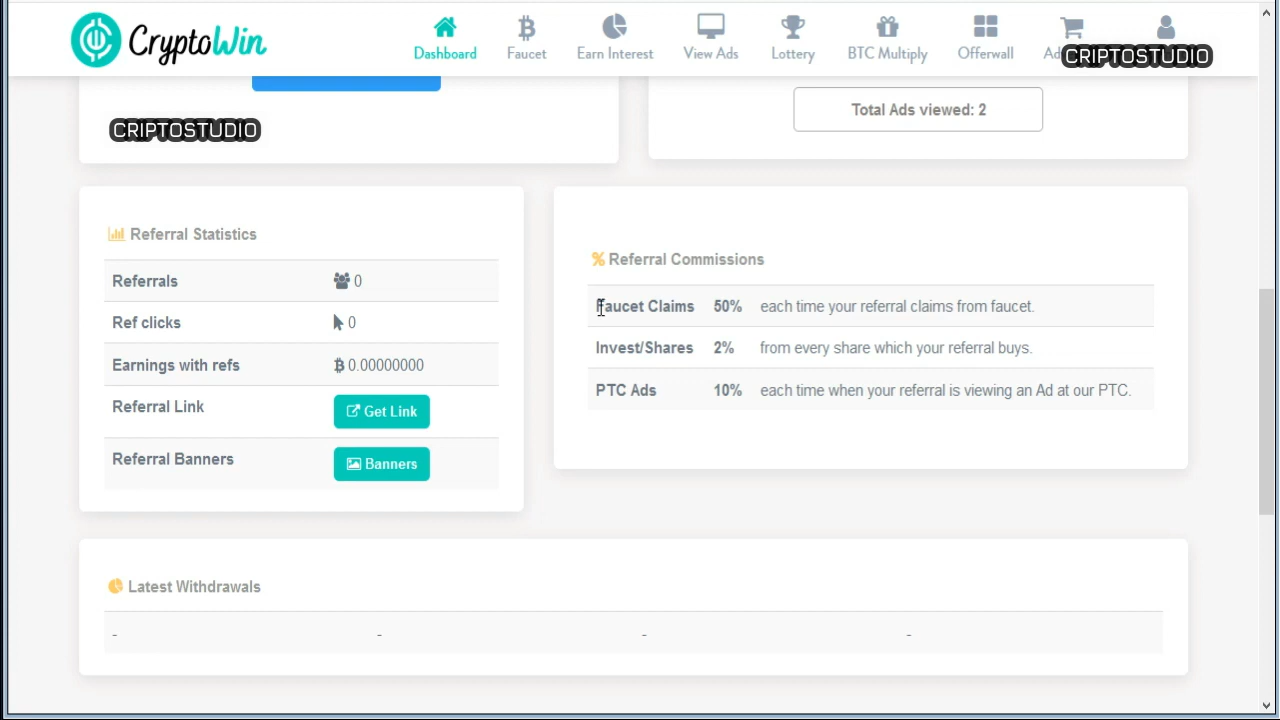 CryptoWin
Dashboard
Faucet
Earn Interest
View Ads
Lottery
BTC Multiply
Offerwall
CRIPTOSTUDIO
Total Ads viewed: 2
CRIPTOSTUDIO
Referral Statistics
Referrals 0
Ref clicks 0
Earnings with refs 0.00000000
Referral Link Get Link
Referral Banners Banners
Referral Commissions
Faucet Claims 50% each time your referral claims from faucet.
Invest/Shares 2% from every share which your referral buys.
PTC Ads 10% each time when your referral is viewing an Ad at our PTC.
Latest Withdrawals
- - - -